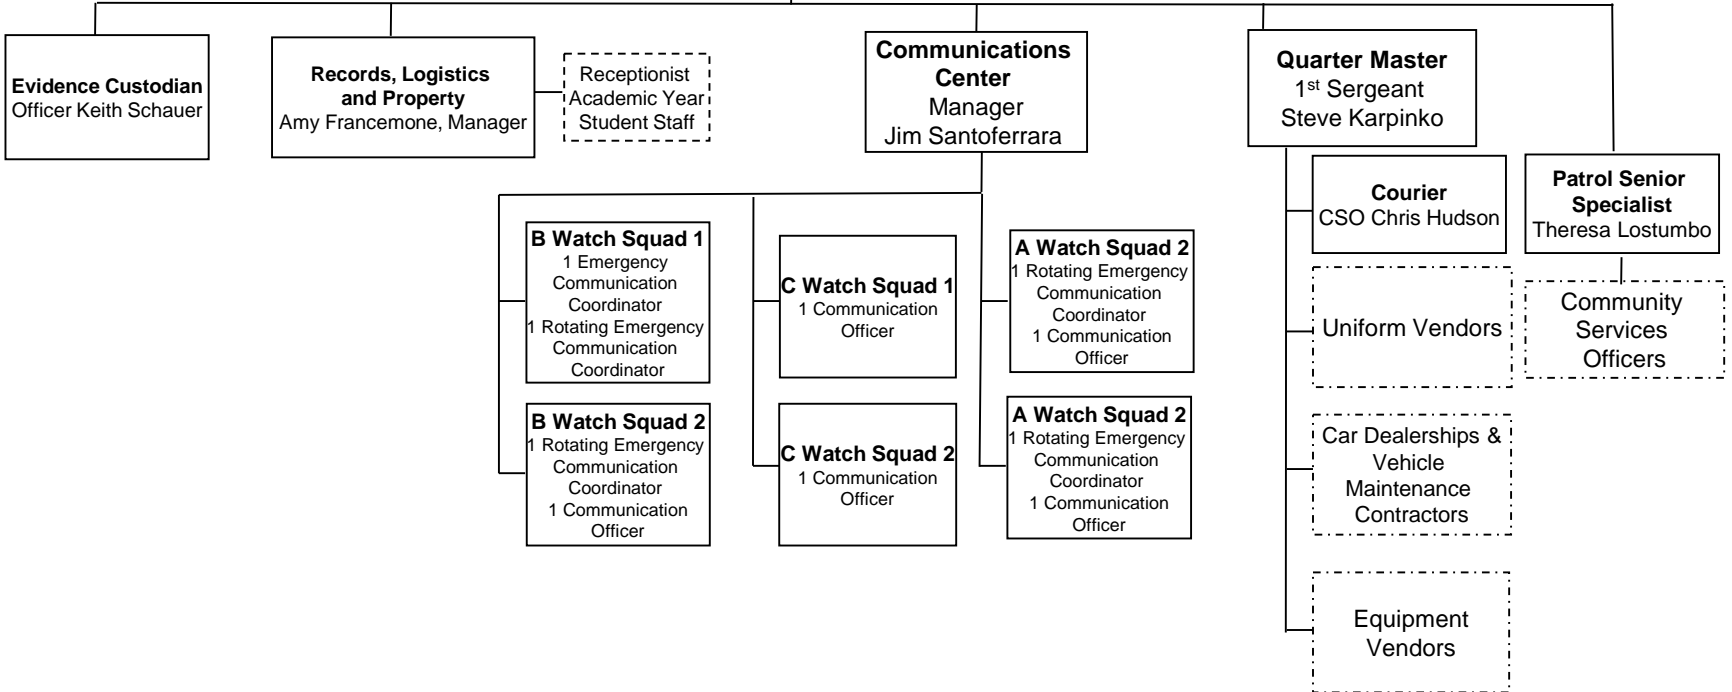 Evidence Custodian
Officer Keith Schauer
Records, Logistics
and Property
Amy Francemone, Manager
Receptionist
Academic Year
Student Staff
Communications
Center
Manager
Jim Santoferrara
Quarter Master
1st Sergeant
Steve Karpinko
Courier
CSO Chris Hudson
Patrol Senior
Specialist
Theresa Lostumbo
B Watch Squad 1
1 Emergency
Communication
Coordinator
1 Rotating Emergency
Communication
Coordinator
C Watch Squad 1
1 Communication
Officer
A Watch Squad 2
1 Rotating Emergency
Communication
Coordinator
1 Communication
Officer
Uniform Vendors
Community
Services
Officers
B Watch Squad 2
1 Rotating Emergency
Communication
Coordinator
1 Communication
Officer
C Watch Squad 2
1 Communication
Officer
A Watch Squad 2
1 Rotating Emergency
Communication
Coordinator
1 Communication
Officer
Car Dealerships &
Vehicle
Maintenance
Contractors
Equipment
Vendors